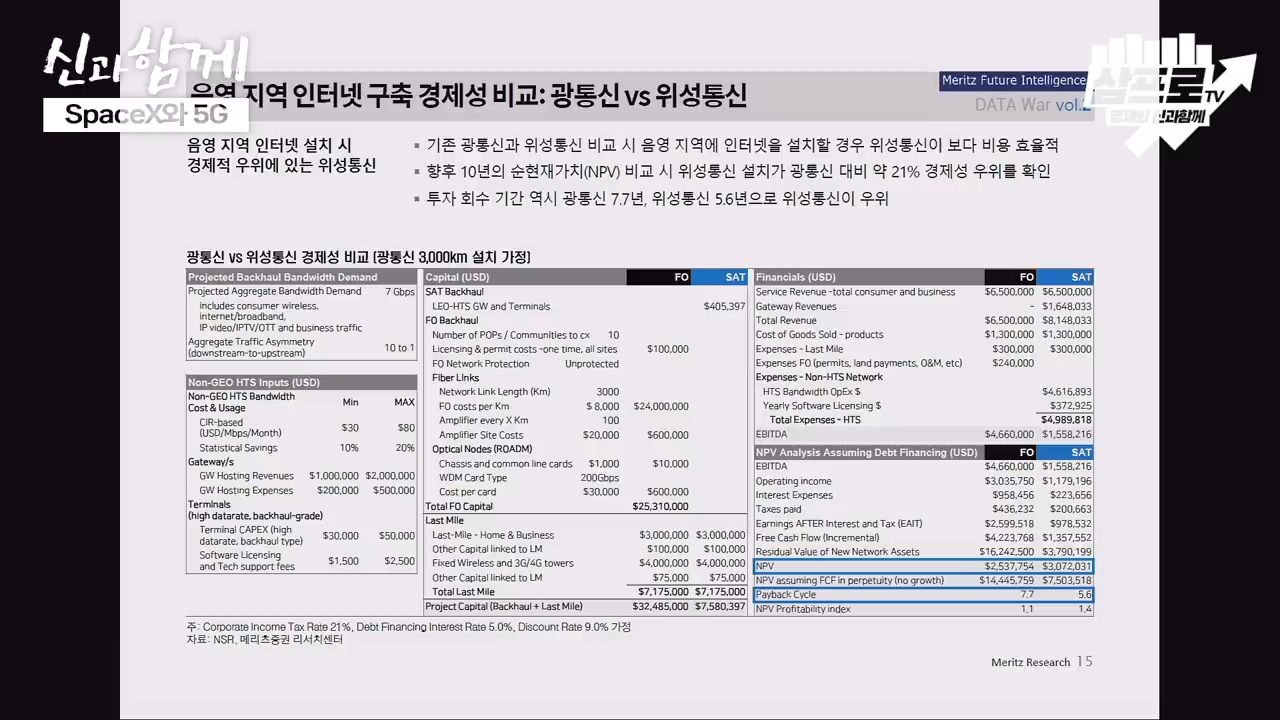 신과함께
SpaceX와 5G
삼프로TV
경제의 신과함께
Meritz Future Intelligence
DATA War vol.2
음영 지역 인터넷 구축 경제성 비교: 광통신 vs 위성통신
음영 지역 인터넷 설치 시
경제적 우위에 있는 위성통신
▪ 기존 광통신과 위성통신 비교 시 음영 지역에 인터넷을 설치할 경우 위성통신이 보다 비용 효율적
▪ 향후 10년의 순현재가치(NPV) 비교 시 위성통신 설치가 광통신 대비 약 21% 경제성 우위를 확인
▪ 투자 회수 기간 역시 광통신 7.7년, 위성통신 5.6년으로 위성통신이 우위
광통신 vs 위성통신 경제성 비교 (광통신 3,000km 설치 가정)
Projected Backhaul Bandwidth Demand
Projected Aggregate Bandwidth Demand 7 Gbps
Includes consumer wireless,
internet/broadband,
IP video/IPTV/OTT and business traffic
Aggregate Traffic Asymmetry
(downstream-to-upstream) 10 to 1
Non-GEO HTS Inputs (USD)
Non-GEO HTS Bandwidth
Cost & Usage Min MAX
CIR-based
(USD/Mbps/Month) $30 $80
Statistical Savings 10% 20%
Gateway/s
GW Hosting Revenues $1,000,000 $2,000,000
GW Hosting Expenses $200,000 $500,000
Terminals
(high datarate, backhaul-grade)
Terminal CAPEX (high
datarate, backhaul type) $30,000 $50,000
Software Licensing
and Tech support fees $1,500 $2,500
Capital (USD) FO SAT
SAT Backhaul
LEO-HTS GW and Terminals $405,397
FO Backhaul
Number of POPs / Communities to cx 10
Licensing & permit costs -one time, all sites $100,000
FO Network Protection Unprotected
Fiber Links
Network Link Length (Km) 3000
FO costs per Km $ 8,000 $24,000,000
Amplifier every X Km 100
Amplifier Site Costs $20,000 $600,000
Optical Nodes (ROADM)
Chassis and common line cards $1,000 $10,000
WDM Card Type 200Gbps
Cost per card $30,000 $600,000
Total FO Capital $25,310,000
Last Mile
Last-Mile - Home & Business $3,000,000 $3,000,000
Other Capital linked to LM $100,000 $100,000
Fixed Wireless and 3G/4G towers $4,000,000 $4,000,000
Other Capital linked to LM $75,000 $75,000
Total Last Mile $7,175,000 $7,175,000
Project Capital (Backhaul + Last Mile) $32,485,000 $7,580,397
Financials (USD) FO SAT
Service Revenue -total consumer and business $6,500,000 $6,500,000
Gateway Revenues - $1,648,033
Total Revenue $6,500,000 $8,148,033
Cost of Goods Sold - products $1,300,000 $1,300,000
Expenses - Last Mile $300,000 $300,000
Expenses FO (permits, land payments, O&M, etc) $240,000
Expenses - Non-HTS Network
HTS Bandwidth OpEx $ $4,616,893
Yearly Software Licensing $ $372,925
Total Expenses - HTS $4,989,818
EBITDA $4,660,000 $1,558,216
NPV Analysis Assuming Debt Financing (USD) FO SAT
EBITDA $4,660,000 $1,558,216
Operating income $3,035,750 $1,179,196
Interest Expenses $958,456 $223,656
Taxes paid $436,232 $200,663
Earnings AFTER Interest and Tax (EAIT) $2,599,518 $978,532
Free Cash Flow (Incremental) $4,223,768 $1,357,552
Residual Value of New Network Assets $16,242,500 $3,790,199
NPV $2,537,754 $3,072,031
NPV assuming FCF in perpetuity (no growth) $14,445,759 $7,503,518
Payback Cycle 7.7 5.6
NPV Profitability index 1.1 1.4
주: Corporate Income Tax Rate 21%, Debt Financing Interest Rate 5.0%, Discount Rate 9.0% 가정
자료: NSR, 메리츠증권 리서치센터
Meritz Research 15